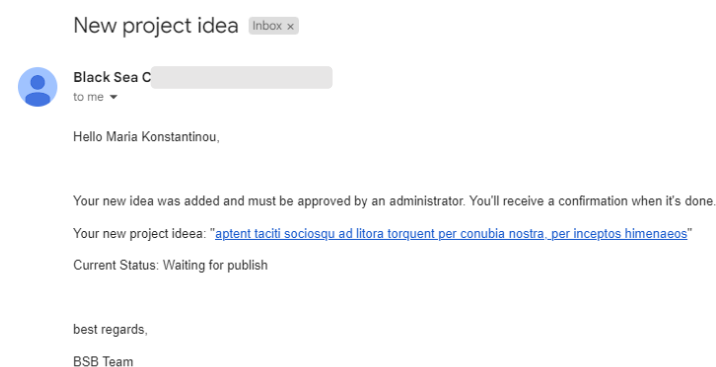 New project idea Inbox ×
Black Sea C
to me
Hello Maria Konstantinou,
Your new idea was added and must be approved by an administrator. You'll receive a confirmation when it's done.
Your new project ideea: "aptent taciti sociosqu ad litora torquent per conubia nostra, per inceptos himenaeos"
Current Status: Waiting for publish
best regards,
BSB Team